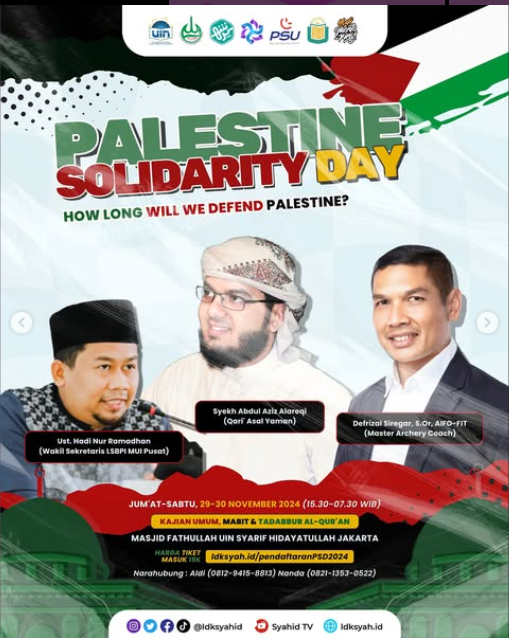 uin
PSU
PALESTINE
SOLIDARITY DAY
HOW LONG WILL WE DEFEND PALESTINE?
Syekh Abdul Aziz Alareqi
(Qari' Asal Yaman)
Defrizal Siregar, S.Or, AIFO-FIT
(Master Archery Coach)
Ust. Hadi Nur Ramadhan
(Wakil Sekretaris LSBPI MUI Pusat)
JUM'AT-SABTU, 29-30 NOVEMBER 2024 (15.30-07.30 WIB)
KAJIAN UMUM, MABIT & TADABBUR AL-QUR'AN
MASJID FATHULLAH UIN SYARIF HIDAYATULLAH JAKARTA
HARGA TIKET
MASUK 15K
ldksyah.id/pendaftaranPSD2024
Narahubung : Aldi (0812-9415-8813) Nanda (0821-1353-0522)
@ldksyahid Syahid TV ldksyah.id